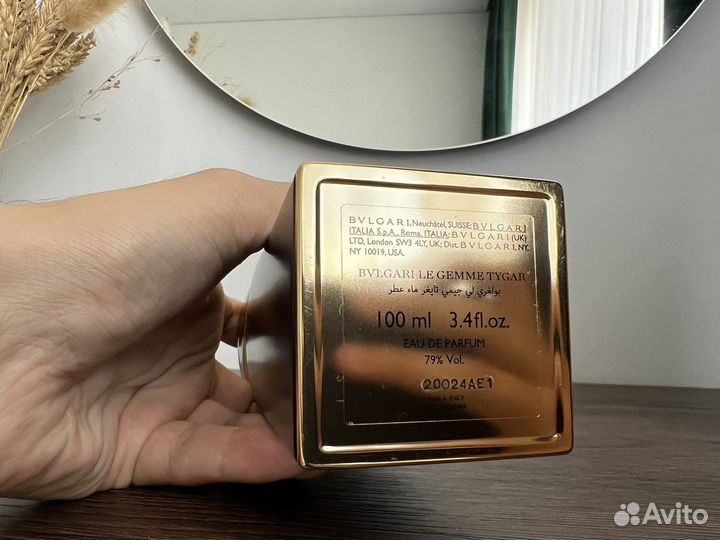 BVLGARI, Neuchâtel, SUISSE; BVLGARI
ITALIA S.p.A., Roma, ITALIA; BVLGARI (UK)
LTD, London SW3 4LY, UK; Dist. BVLGARI, NY,
NY 10019, USA.
BVLGARI LE GEMME TYGAR
بولغري لي جيمي تايغر ماء عطر
100 ml 3.4fl.oz.
EAU DE PARFUM
79% Vol.
20024AE1
Made in ITALY
Avito